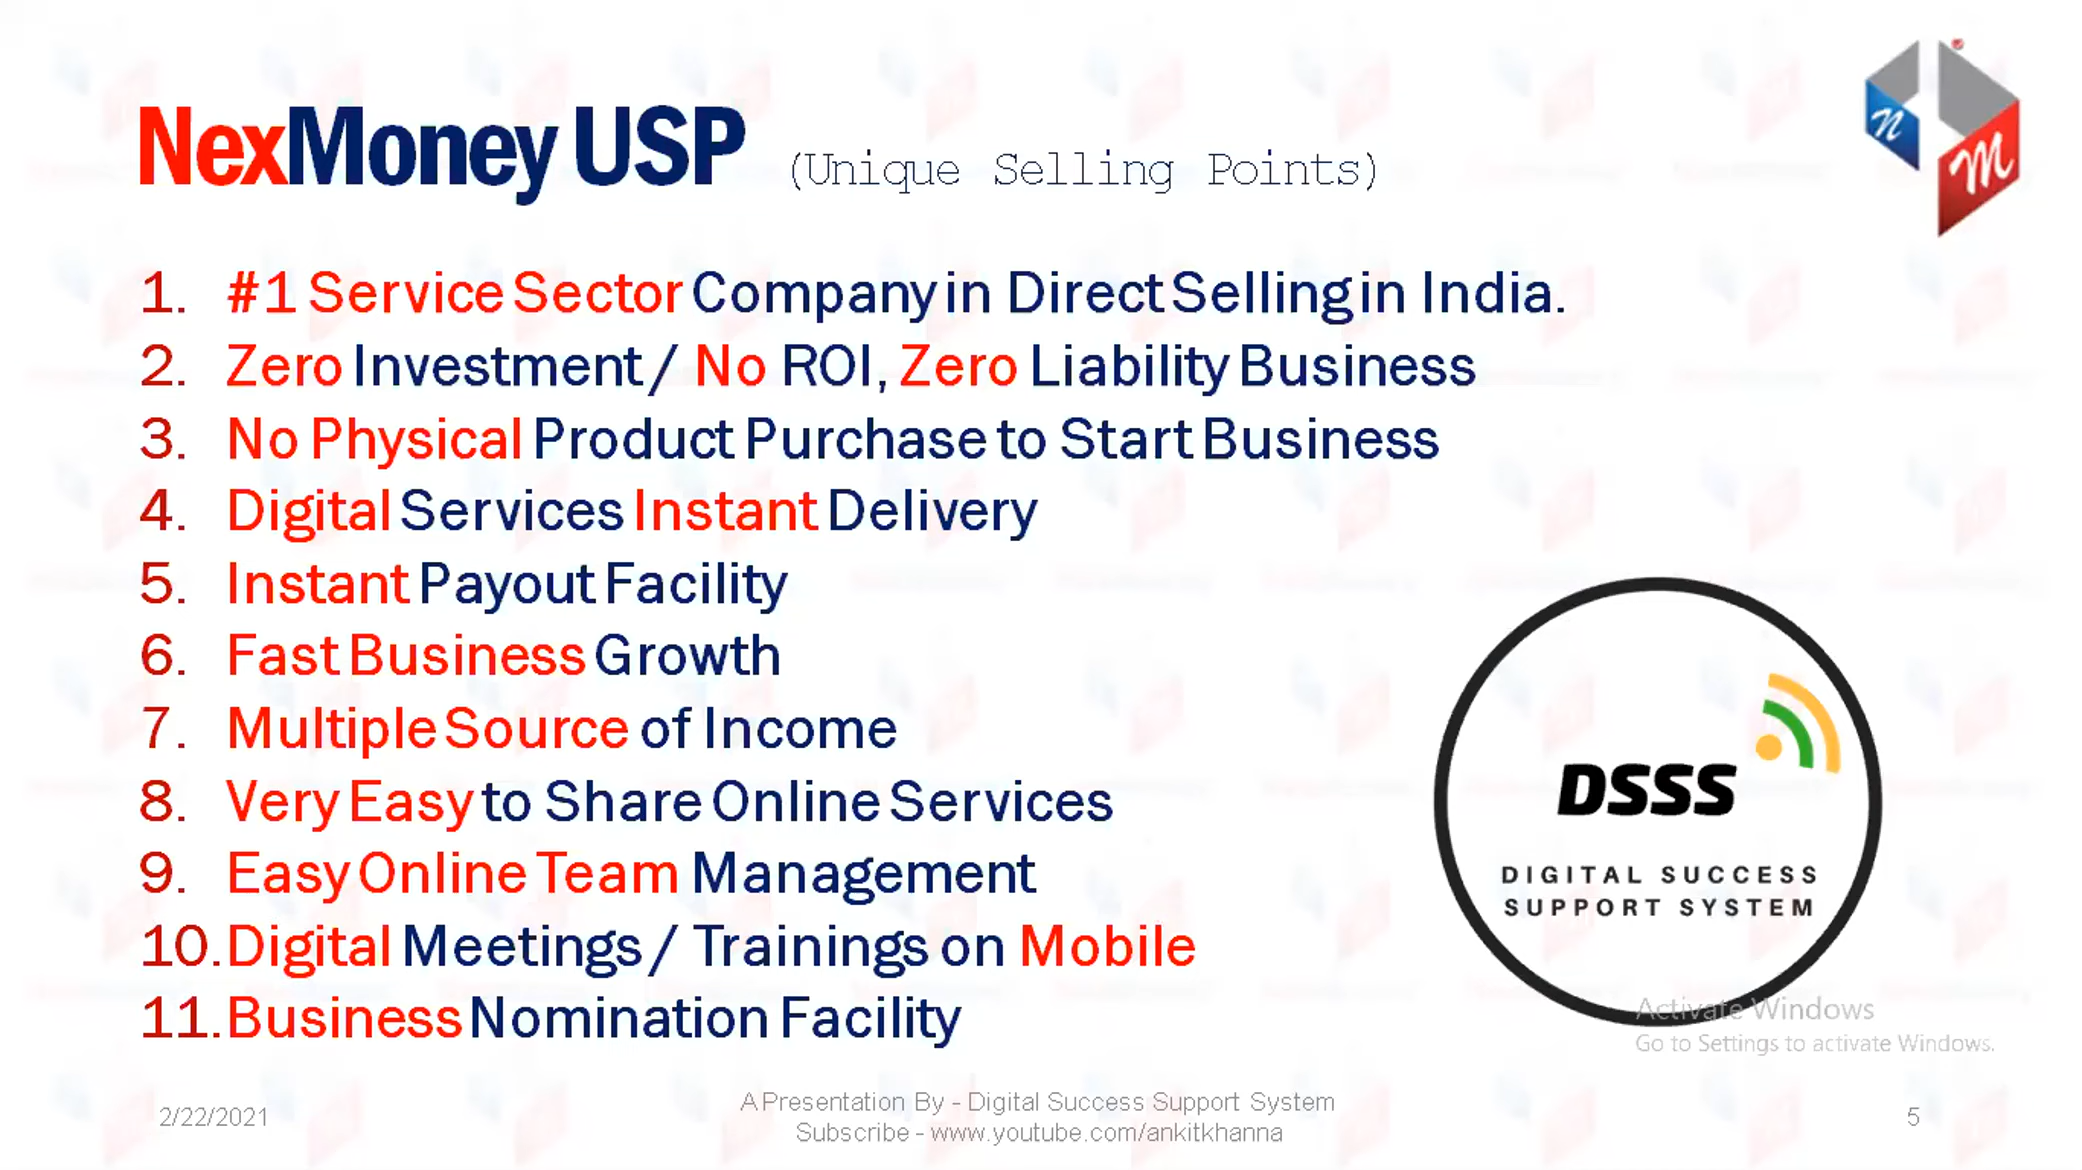 NexMoney USP (Unique Selling Points)
n
m
1. #1 Service Sector Company in Direct Selling in India.
2. Zero Investment / No ROI, Zero Liability Business
3. No Physical Product Purchase to Start Business
4. Digital Services Instant Delivery
5. Instant Payout Facility
6. Fast Business Growth
7. Multiple Source of Income
8. Very Easy to Share Online Services
9. Easy Online Team Management
10. Digital Meetings / Trainings on Mobile
11. Business Nomination Facility
DSSS
DIGITAL SUCCESS
SUPPORT SYSTEM
Activate Windows
Go to Settings to activate Windows.
2/22/2021
A Presentation By - Digital Success Support System
Subscribe - www.youtube.com/ankitkhanna
5